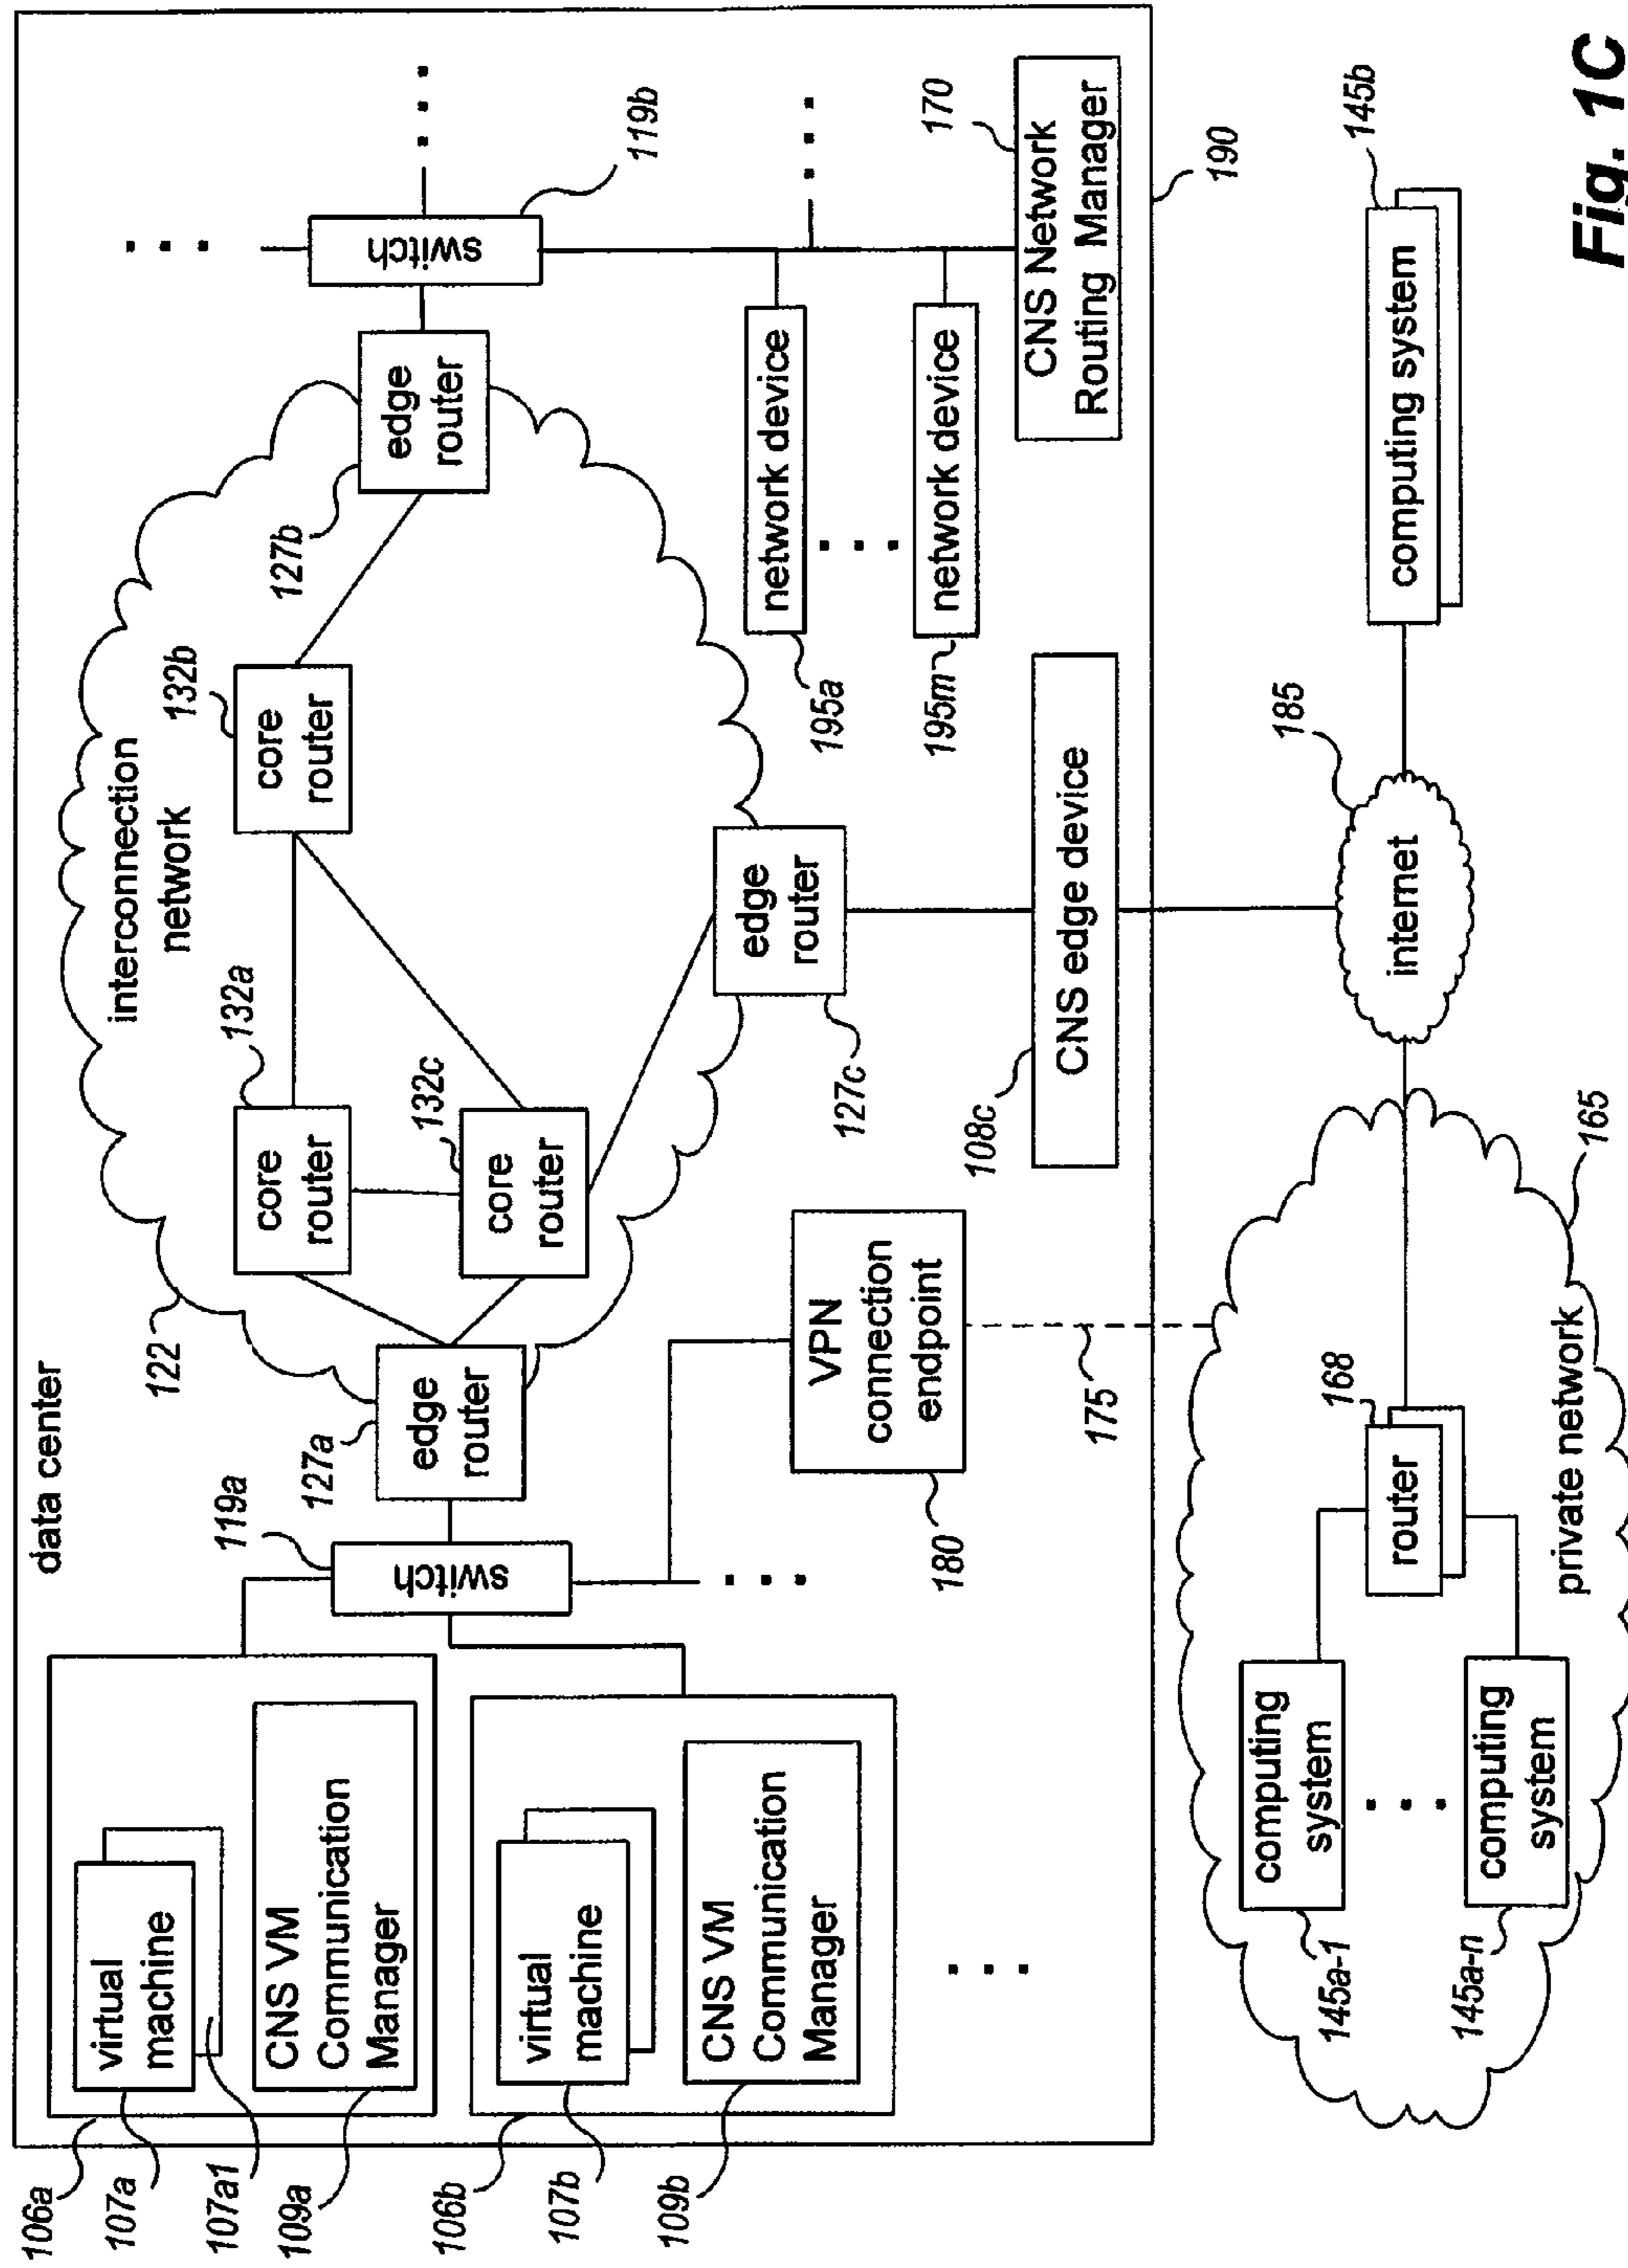 data center
106a
107a
107a1
109a
virtual
machine
CNS VM
Communication
Manager
106b
107b
109b
virtual
machine
CNS VM
Communication
Manager
119a
switch
127a
edge
router
122
interconnection
network
132a
core
router
132b
core
router
132c
core
router
127b
edge
router
switch
119b
127c
edge
router
180
VPN
connection
endpoint
175
108c
CNS edge device
195a
network device
195m
network device
CNS Network
Routing Manager
170
190
145a-1
computing
system
145a-n
computing
system
168
router
private network
165
internet
185
computing system
145b
Fig. 1C